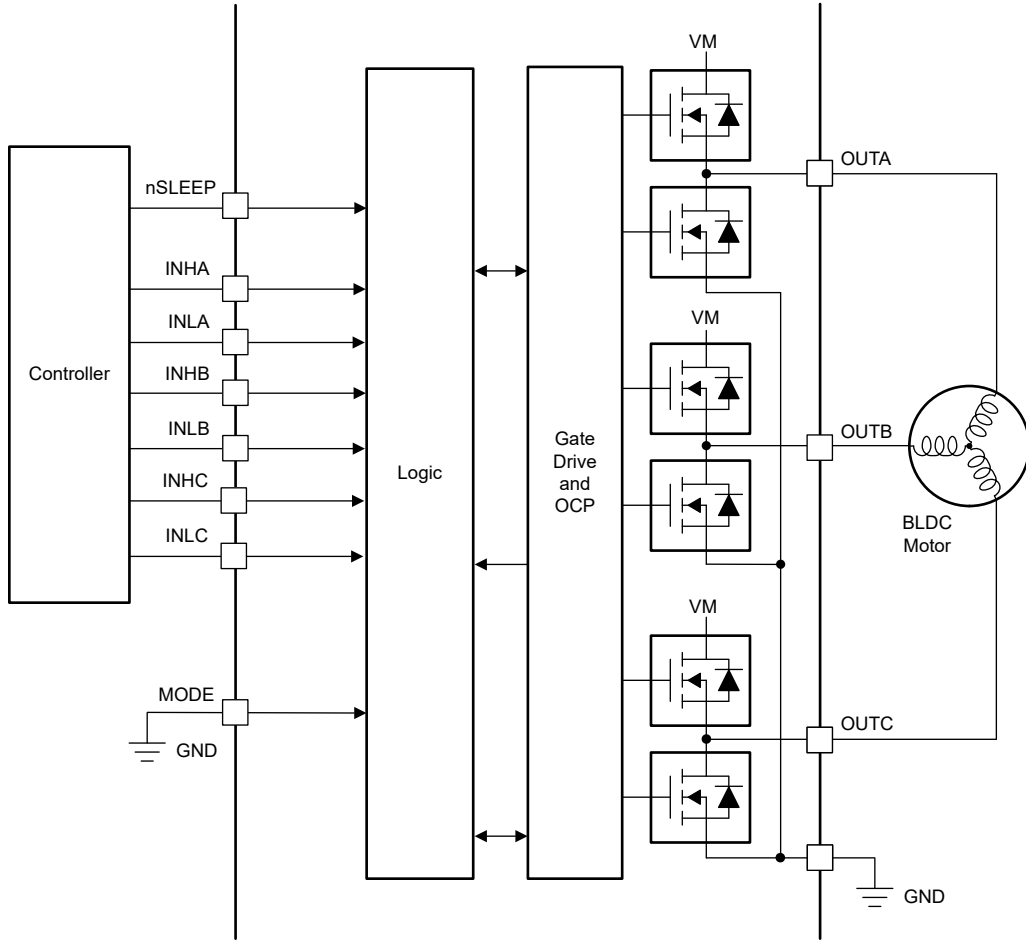 VM
OUTA
nSLEEP
INHA
INLA
VM
Controller
INHB
INLB
INHC
INLC
Logic
Gate
Drive
and
OCP
OUTB
BLDC
Motor
VM
MODE
GND
OUTC
GND